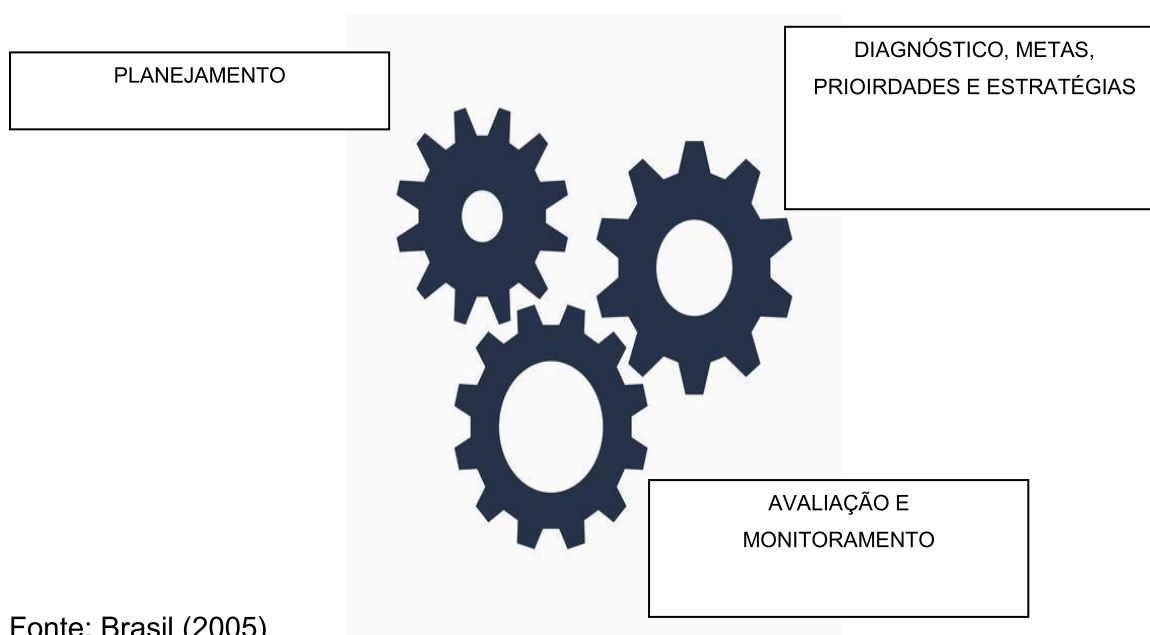 PLANEJAMENTO
DIAGNÓSTICO, METAS,
PRIOIRDADES E ESTRATÉGIAS
AVALIAÇÃO E
MONITORAMENTO
Fonte: Brasil (2005)